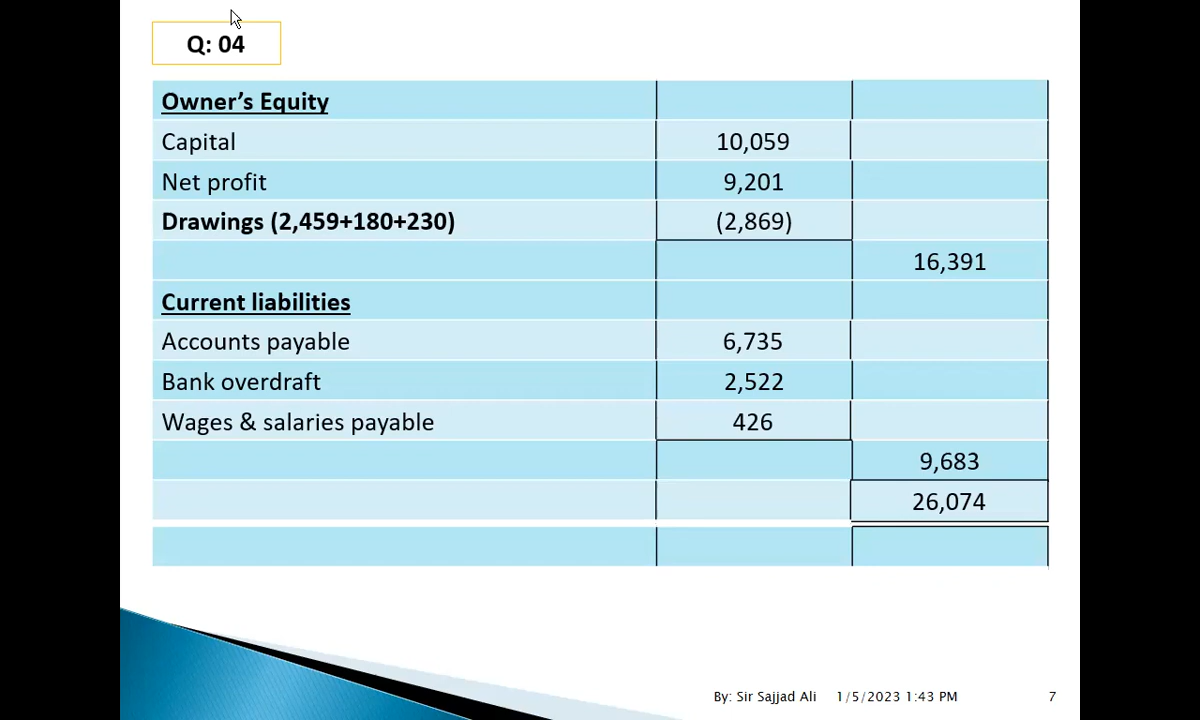 Q: 04
Owner’s Equity
Capital 10,059
Net profit 9,201
Drawings (2,459+180+230) (2,869)
16,391
Current liabilities
Accounts payable 6,735
Bank overdraft 2,522
Wages & salaries payable 426
9,683
26,074
By: Sir Sajjad Ali 1/5/2023 1:43 PM 7